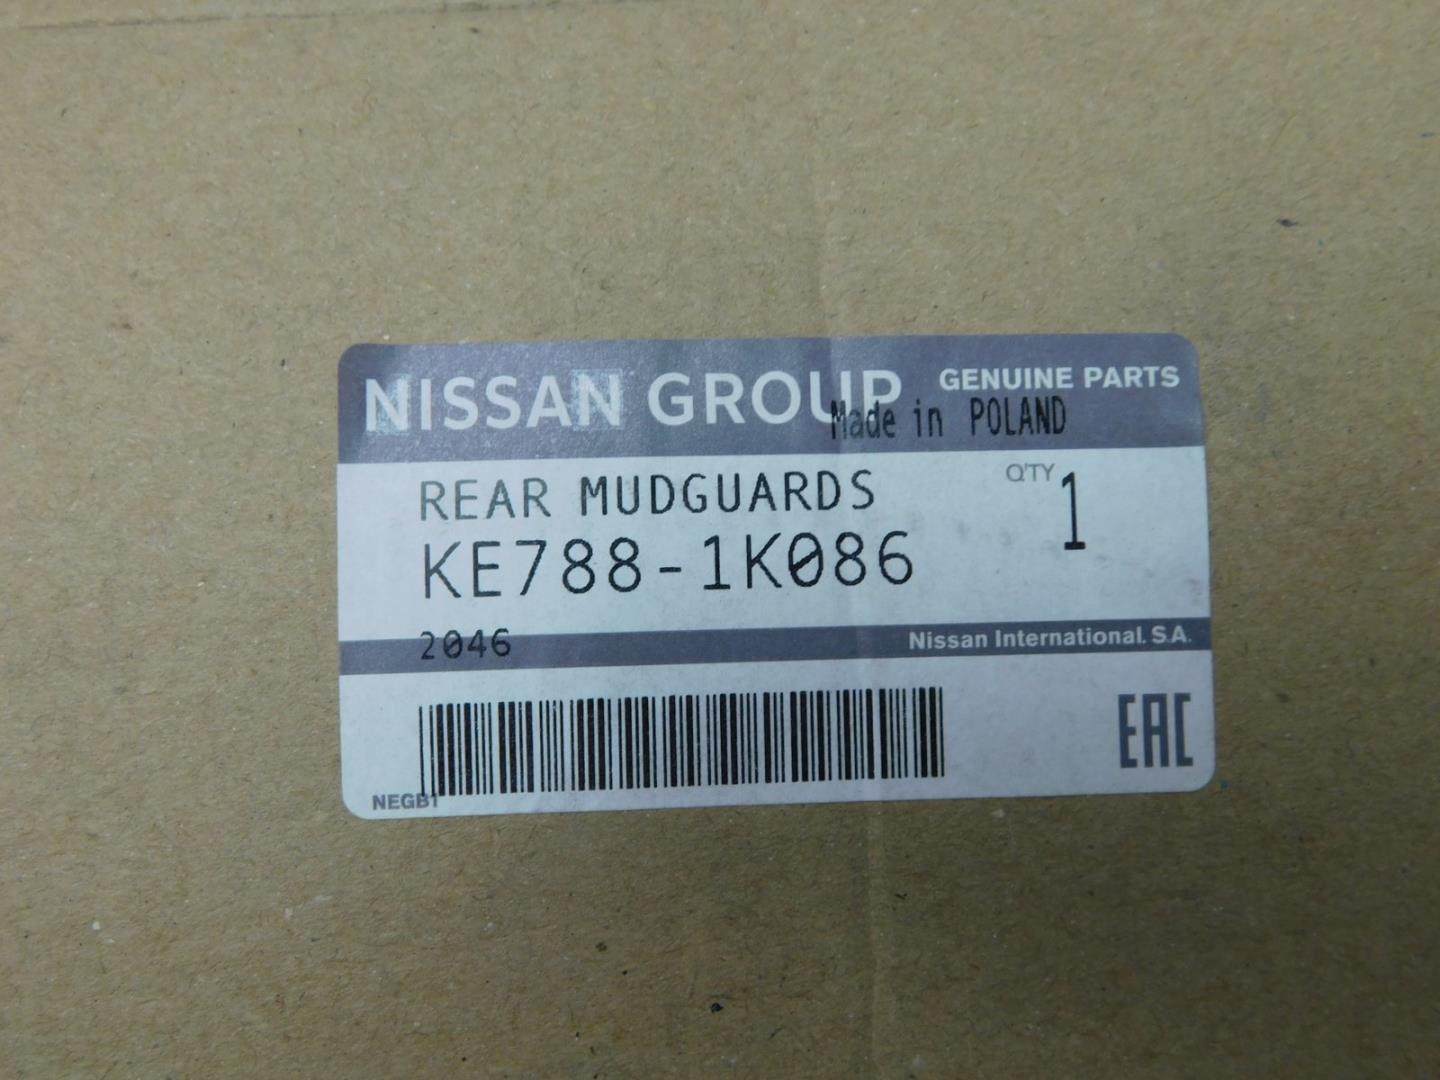 NISSAN GROUP GENUINE PARTS
Made in POLAND
REAR MUDGUARDS Q'TY 1
KE788-1K086
2046 Nissan International. S.A.
EAC
NEGB1